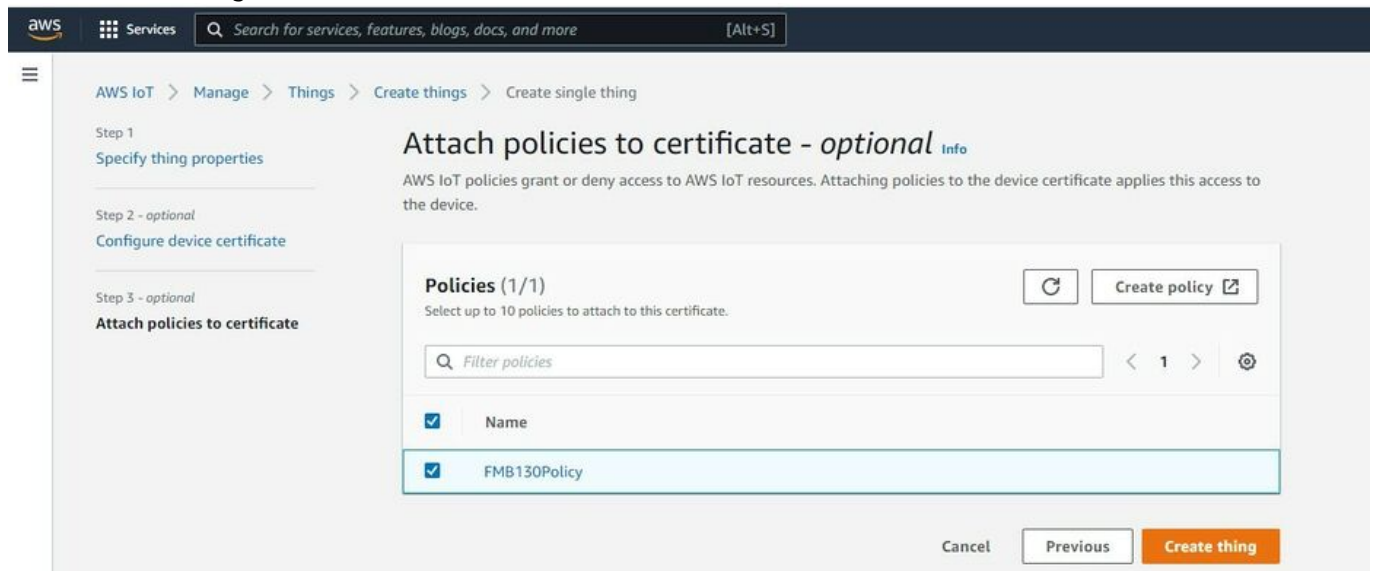 aws
Services
Search for services, features, blogs, docs, and more
[Alt+S]
AWS IoT > Manage > Things > Create things > Create single thing
Step 1
Specify thing properties
Step 2 - optional
Configure device certificate
Step 3 - optional
Attach policies to certificate
Attach policies to certificate - optional Info
AWS IoT policies grant or deny access to AWS IoT resources. Attaching policies to the device certificate applies this access to
the device.
Policies (1/1)
Select up to 10 policies to attach to this certificate.
Create policy
Filter policies
< 1 >
Name
FMB130Policy
Cancel
Previous
Create thing